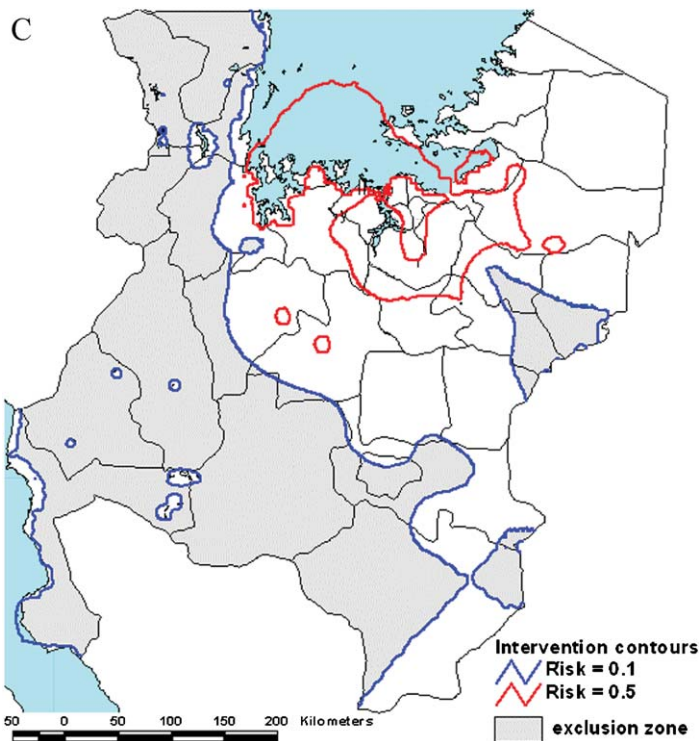 C
Intervention contours
Risk = 0.1
Risk = 0.5
exclusion zone
50 0 50 100 150 200 Kilometers